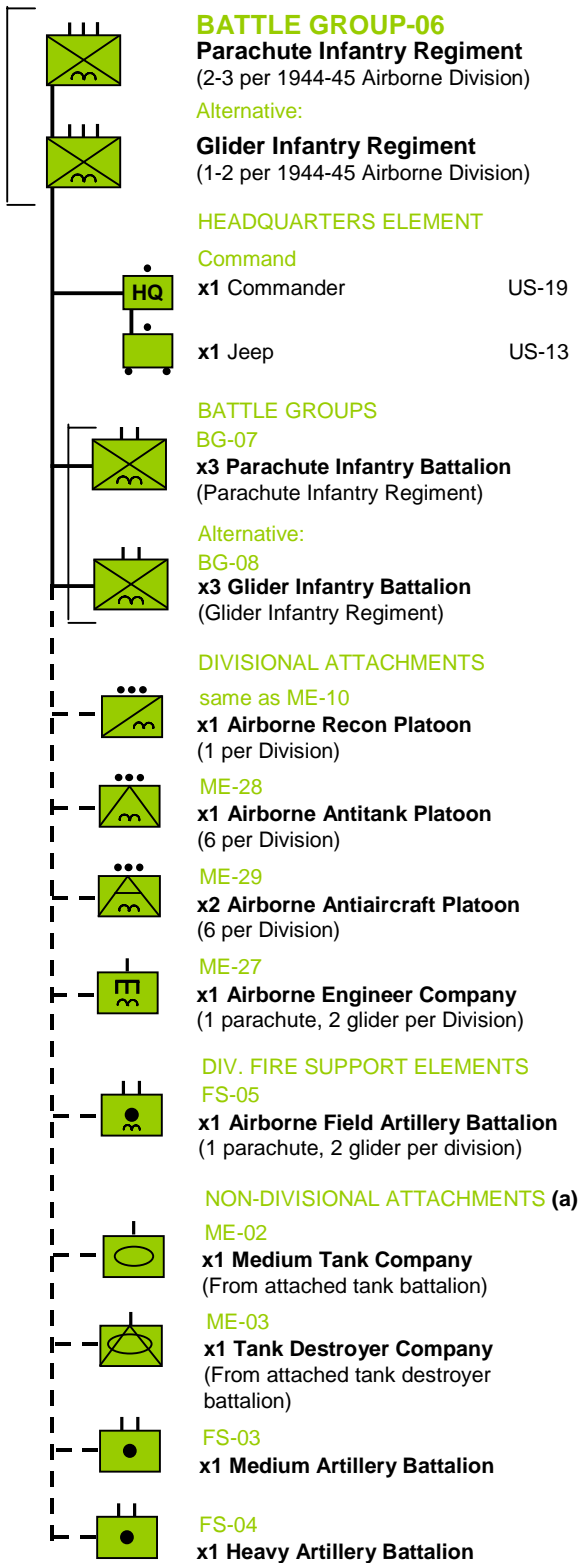 BATTLE GROUP-06
Parachute Infantry Regiment
(2-3 per 1944-45 Airborne Division)
Alternative:
Glider Infantry Regiment
(1-2 per 1944-45 Airborne Division)
HEADQUARTERS ELEMENT
Command
HQ x1 Commander US-19
x1 Jeep US-13
BATTLE GROUPS
BG-07
x3 Parachute Infantry Battalion
(Parachute Infantry Regiment)
Alternative:
BG-08
x3 Glider Infantry Battalion
(Glider Infantry Regiment)
DIVISIONAL ATTACHMENTS
same as ME-10
x1 Airborne Recon Platoon
(1 per Division)
ME-28
x1 Airborne Antitank Platoon
(6 per Division)
ME-29
x2 Airborne Antiaircraft Platoon
(6 per Division)
ME-27
x1 Airborne Engineer Company
(1 parachute, 2 glider per Division)
DIV. FIRE SUPPORT ELEMENTS
FS-05
x1 Airborne Field Artillery Battalion
(1 parachute, 2 glider per division)
NON-DIVISIONAL ATTACHMENTS (a)
ME-02
x1 Medium Tank Company
(From attached tank battalion)
ME-03
x1 Tank Destroyer Company
(From attached tank destroyer
battalion)
FS-03
x1 Medium Artillery Battalion
FS-04
x1 Heavy Artillery Battalion